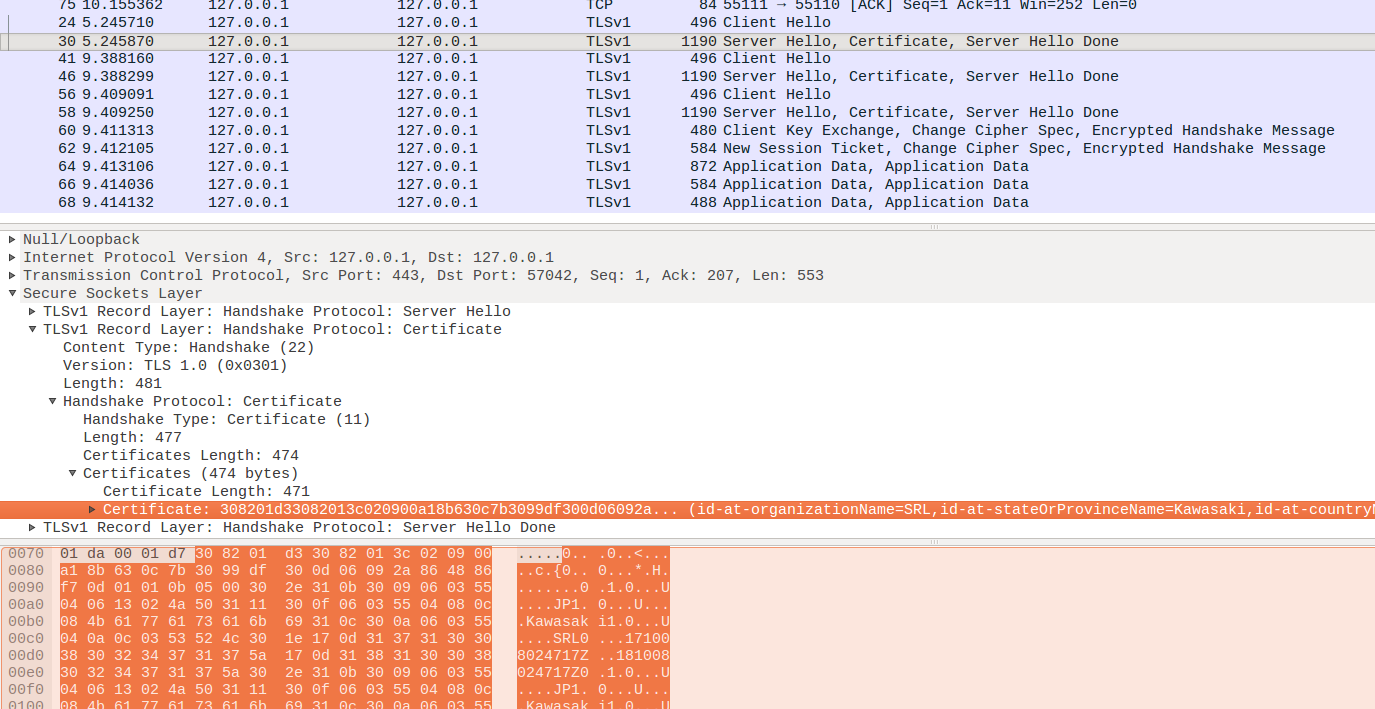 75 10.155362 127.0.0.1 127.0.0.1 TCP 84 55111 → 55110 [ACK] Seq=1 Ack=11 Win=252 Len=0
24 5.245710 127.0.0.1 127.0.0.1 TLSv1 496 Client Hello
30 5.245870 127.0.0.1 127.0.0.1 TLSv1 1190 Server Hello, Certificate, Server Hello Done
41 9.388160 127.0.0.1 127.0.0.1 TLSv1 496 Client Hello
46 9.388299 127.0.0.1 127.0.0.1 TLSv1 1190 Server Hello, Certificate, Server Hello Done
56 9.409091 127.0.0.1 127.0.0.1 TLSv1 496 Client Hello
58 9.409250 127.0.0.1 127.0.0.1 TLSv1 1190 Server Hello, Certificate, Server Hello Done
60 9.411313 127.0.0.1 127.0.0.1 TLSv1 480 Client Key Exchange, Change Cipher Spec, Encrypted Handshake Message
62 9.412105 127.0.0.1 127.0.0.1 TLSv1 584 New Session Ticket, Change Cipher Spec, Encrypted Handshake Message
64 9.413106 127.0.0.1 127.0.0.1 TLSv1 872 Application Data, Application Data
66 9.414036 127.0.0.1 127.0.0.1 TLSv1 584 Application Data, Application Data
68 9.414132 127.0.0.1 127.0.0.1 TLSv1 488 Application Data, Application Data
Null/Loopback
Internet Protocol Version 4, Src: 127.0.0.1, Dst: 127.0.0.1
Transmission Control Protocol, Src Port: 443, Dst Port: 57042, Seq: 1, Ack: 207, Len: 553
Secure Sockets Layer
TLSv1 Record Layer: Handshake Protocol: Server Hello
TLSv1 Record Layer: Handshake Protocol: Certificate
Content Type: Handshake (22)
Version: TLS 1.0 (0x0301)
Length: 481
Handshake Protocol: Certificate
Handshake Type: Certificate (11)
Length: 477
Certificates Length: 474
Certificates (474 bytes)
Certificate Length: 471
Certificate: 308201d33082013c020900a18b630c7b3099df300d06092a... (id-at-organizationName=SRL,id-at-stateOrProvinceName=Kawasaki,id-at-country
TLSv1 Record Layer: Handshake Protocol: Server Hello Done
0070 01 da 00 01 d7 30 82 01 d3 30 82 01 3c 02 09 00 .....0.. .0..<...
0080 a1 8b 63 0c 7b 30 99 df 30 0d 06 09 2a 86 48 86 ..c.{0.. 0...*.H.
0090 f7 0d 01 01 0b 05 00 30 2e 31 0b 30 09 06 03 55 .......0 .1.0...U
00a0 04 06 13 02 4a 50 31 11 30 0f 06 03 55 04 08 0c ....JP1. 0...U...
00b0 08 4b 61 77 61 73 61 6b 69 31 0c 30 0a 06 03 55 .Kawasak i1.0...U
00c0 04 0a 0c 03 53 52 4c 30 1e 17 0d 31 37 31 30 30 ....SRL0 ...17100
00d0 38 30 32 34 37 31 37 5a 17 0d 31 38 31 30 30 38 8024717Z ..181008
00e0 30 32 34 37 31 37 5a 30 2e 31 0b 30 09 06 03 55 024717Z0 .1.0...U
00f0 04 06 13 02 4a 50 31 11 30 0f 06 03 55 04 08 0c ....JP1. 0...U...
0100 08 4b 61 77 61 73 61 6b 69 31 0c 30 0a 06 03 55 .Kawasak i1.0...U